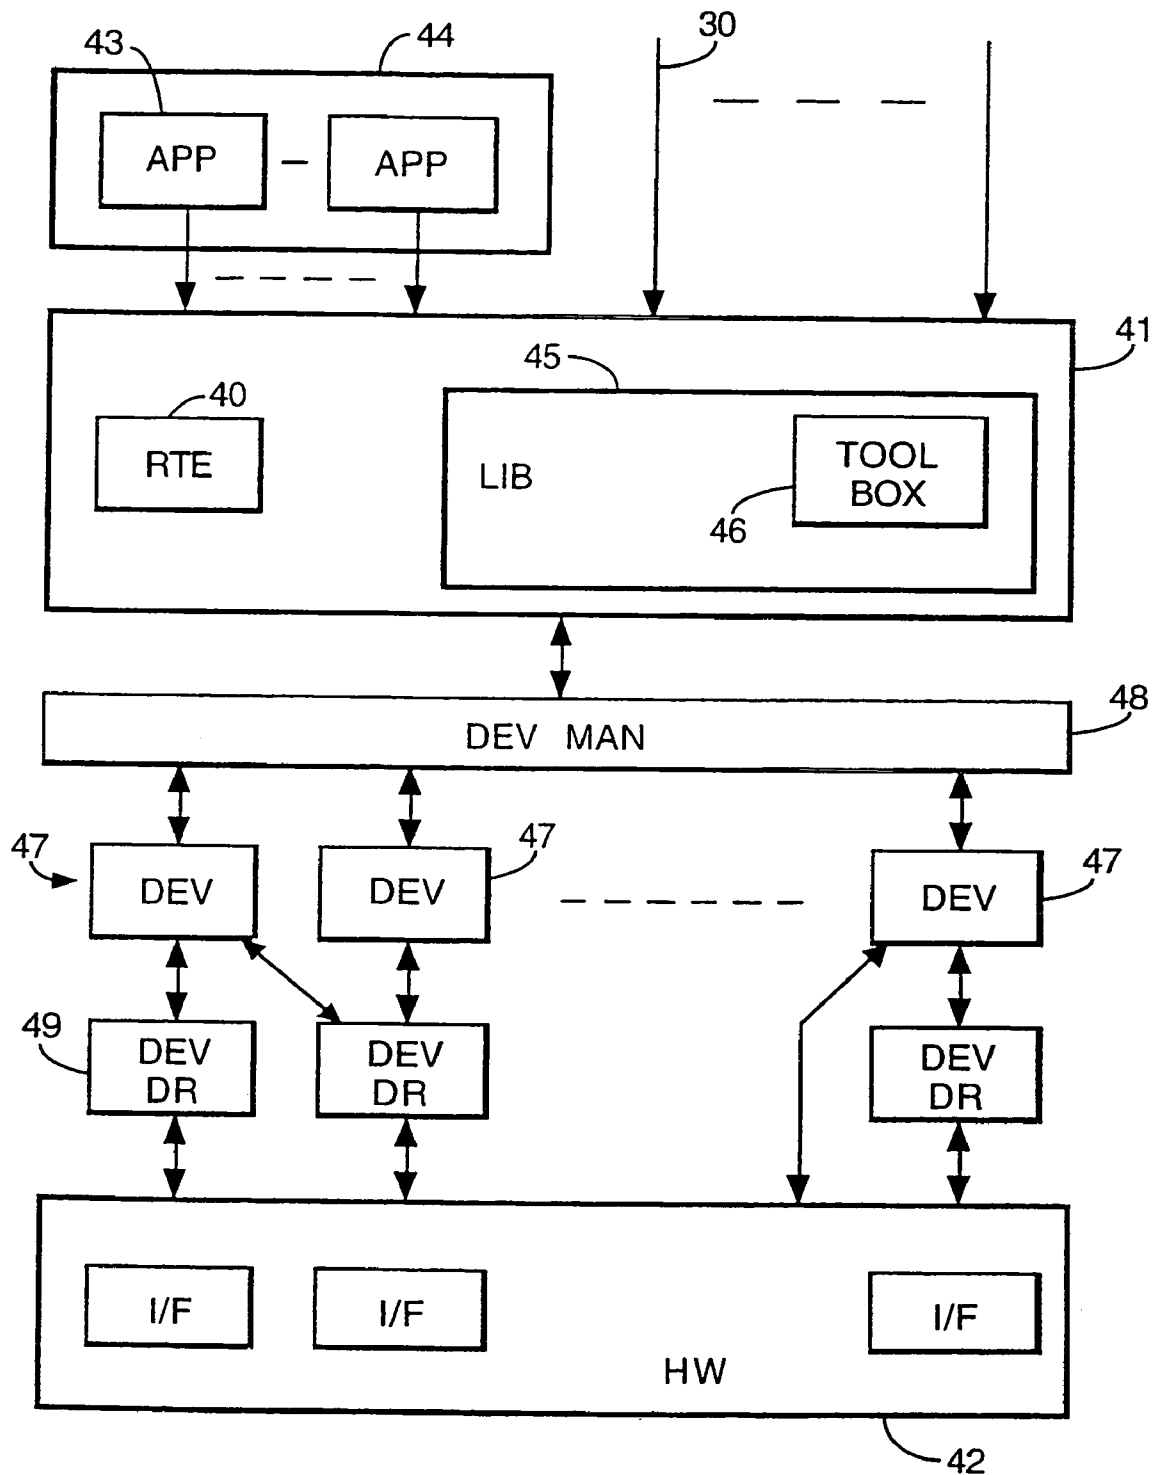 43
44
30
APP
APP
41
45
40
RTE
LIB
TOOL
BOX
46
48
DEV MAN
47
47
47
DEV
DEV
DEV
49
DEV
DR
DEV
DR
DEV
DR
I/F
I/F
I/F
HW
42